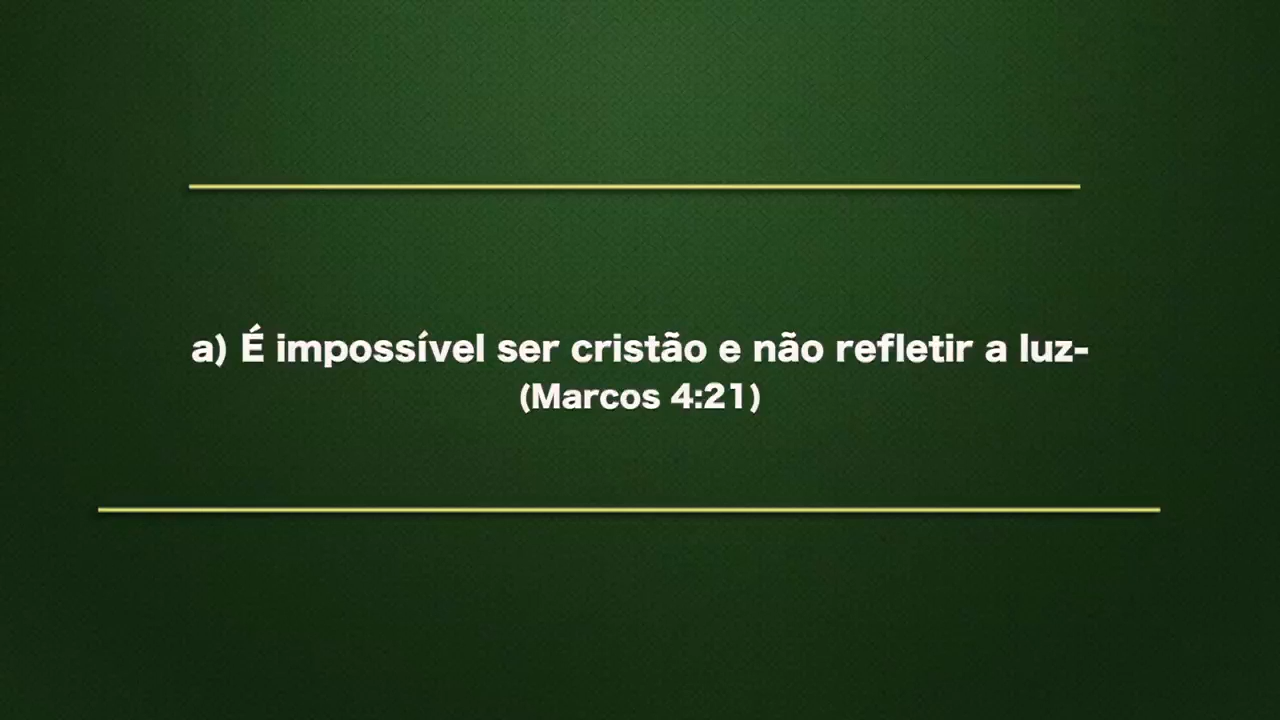 a) É impossível ser cristão e não refletir a luz-
(Marcos 4:21)